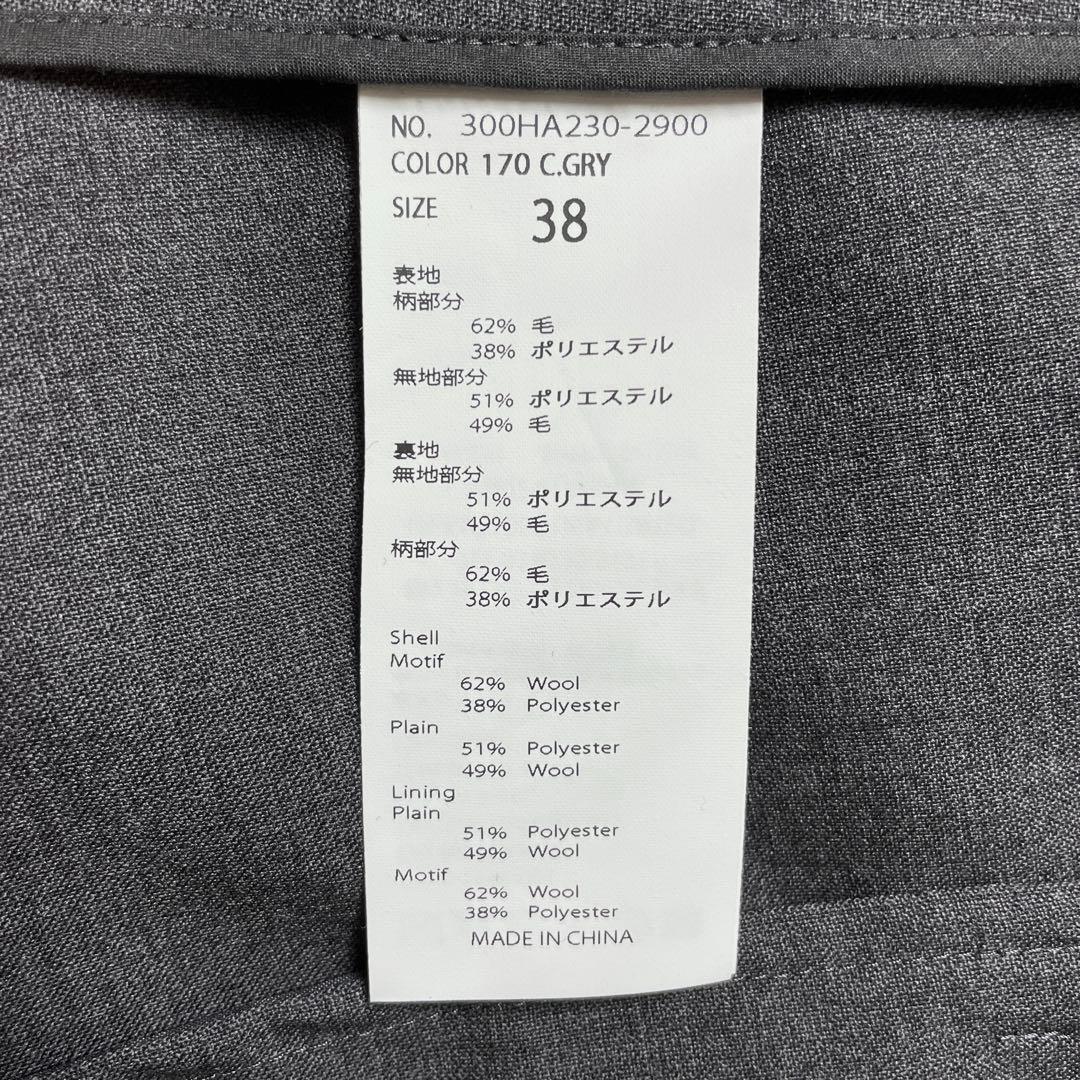 NO. 300HA230-2900
COLOR 170 C.GRY
SIZE 38
表地
柄部分
62% 毛
38% ポリエステル
無地部分
51% ポリエステル
49% 毛
裏地
無地部分
51% ポリエステル
49% 毛
柄部分
62% 毛
38% ポリエステル
Shell
Motif
62% Wool
38% Polyester
Plain
51% Polyester
49% Wool
Lining
Plain
51% Polyester
49% Wool
Motif
62% Wool
38% Polyester
MADE IN CHINA